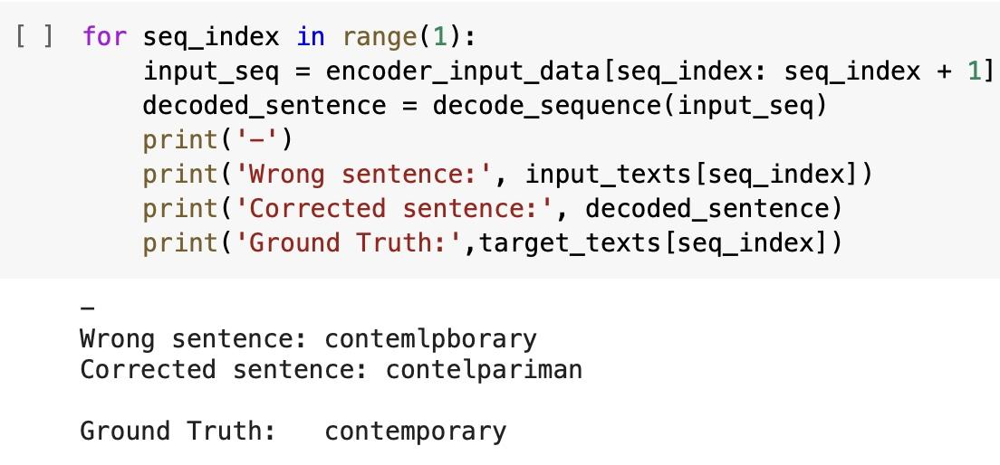 [ ] for seq_index in range(1):
    input_seq = encoder_input_data[seq_index: seq_index + 1]
    decoded_sentence = decode_sequence(input_seq)
    print('-')
    print('Wrong sentence:', input_texts[seq_index])
    print('Corrected sentence:', decoded_sentence)
    print('Ground Truth:',target_texts[seq_index])
-
Wrong sentence: contemlpborary
Corrected sentence: contelpariman
Ground Truth:   contemporary